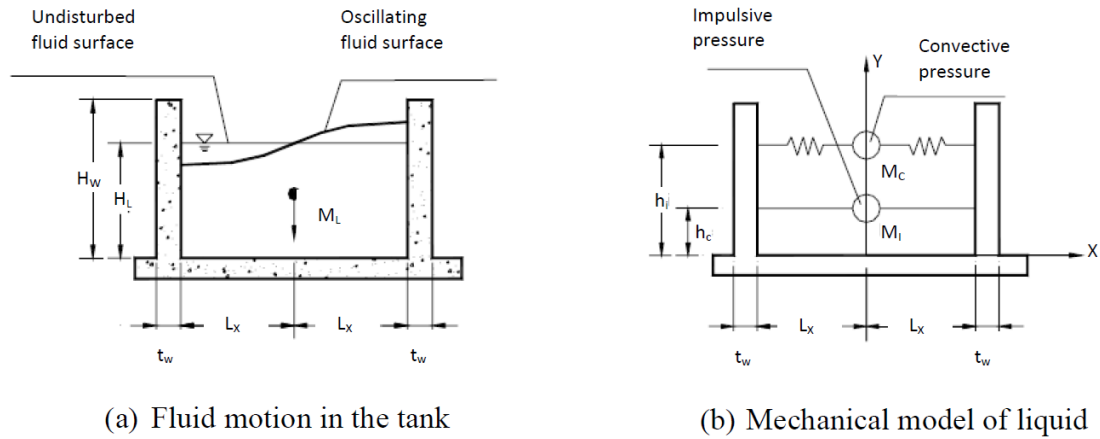 Undisturbed
fluid surface
Oscillating
fluid surface
H_W
H_L
M_L
L_X
L_X
t_w
t_w
(a) Fluid motion in the tank
Impulsive
pressure
Convective
pressure
Y
M_C
h_i
h_c
M_I
X
L_X
L_X
t_w
t_w
(b) Mechanical model of liquid